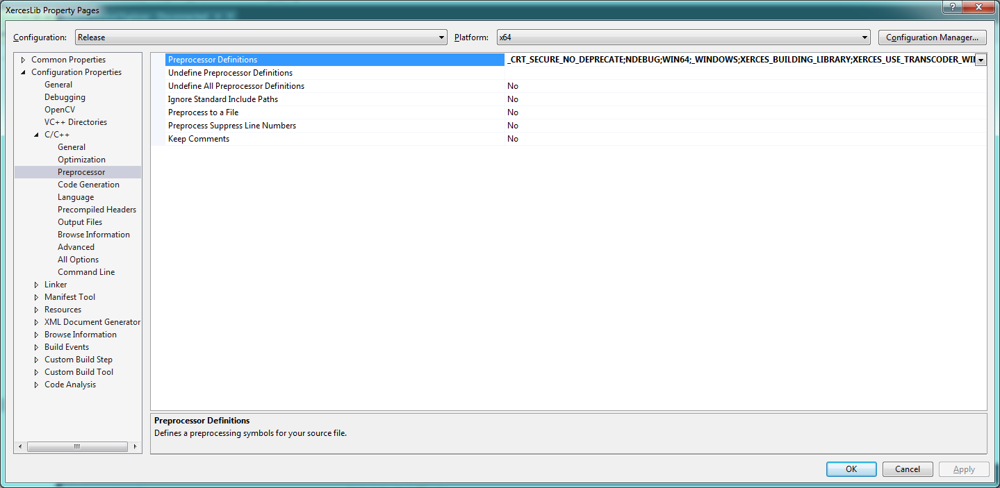 XercesLib Property Pages
Configuration: Release Platform: x64 Configuration Manager...
Common Properties
Configuration Properties
General
Debugging
OpenCV
VC++ Directories
C/C++
General
Optimization
Preprocessor
Code Generation
Language
Precompiled Headers
Output Files
Browse Information
Advanced
All Options
Command Line
Linker
Manifest Tool
Resources
XML Document Generator
Browse Information
Build Events
Custom Build Step
Custom Build Tool
Code Analysis
Preprocessor Definitions _CRT_SECURE_NO_DEPRECATE;NDEBUG;WIN64;_WINDOWS;XERCES_BUILDING_LIBRARY;XERCES_USE_TRANSCODER_WI
Undefine Preprocessor Definitions
Undefine All Preprocessor Definitions No
Ignore Standard Include Paths No
Preprocess to a File No
Preprocess Suppress Line Numbers No
Keep Comments No
Preprocessor Definitions
Defines a preprocessing symbols for your source file.
OK Cancel Apply